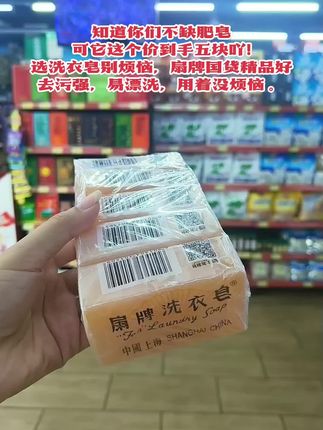 知道你们不缺肥皂
可它这个价到手五块吖!
选洗衣皂别烦恼，扇牌国货精品好
去污强，易漂洗，用着没烦恼。
扇牌洗衣皂
"Fan" Laundry Soap
中國上海 SHANGHAI CHINA